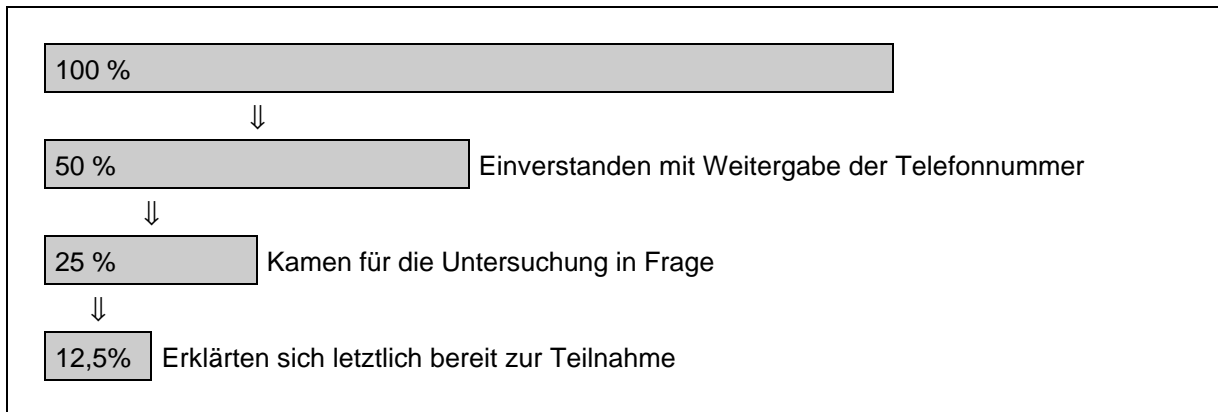 100 %
⇓
50 % Einverstanden mit Weitergabe der Telefonnummer
⇓
25 % Kamen für die Untersuchung in Frage
⇓
12,5% Erklärten sich letztlich bereit zur Teilnahme